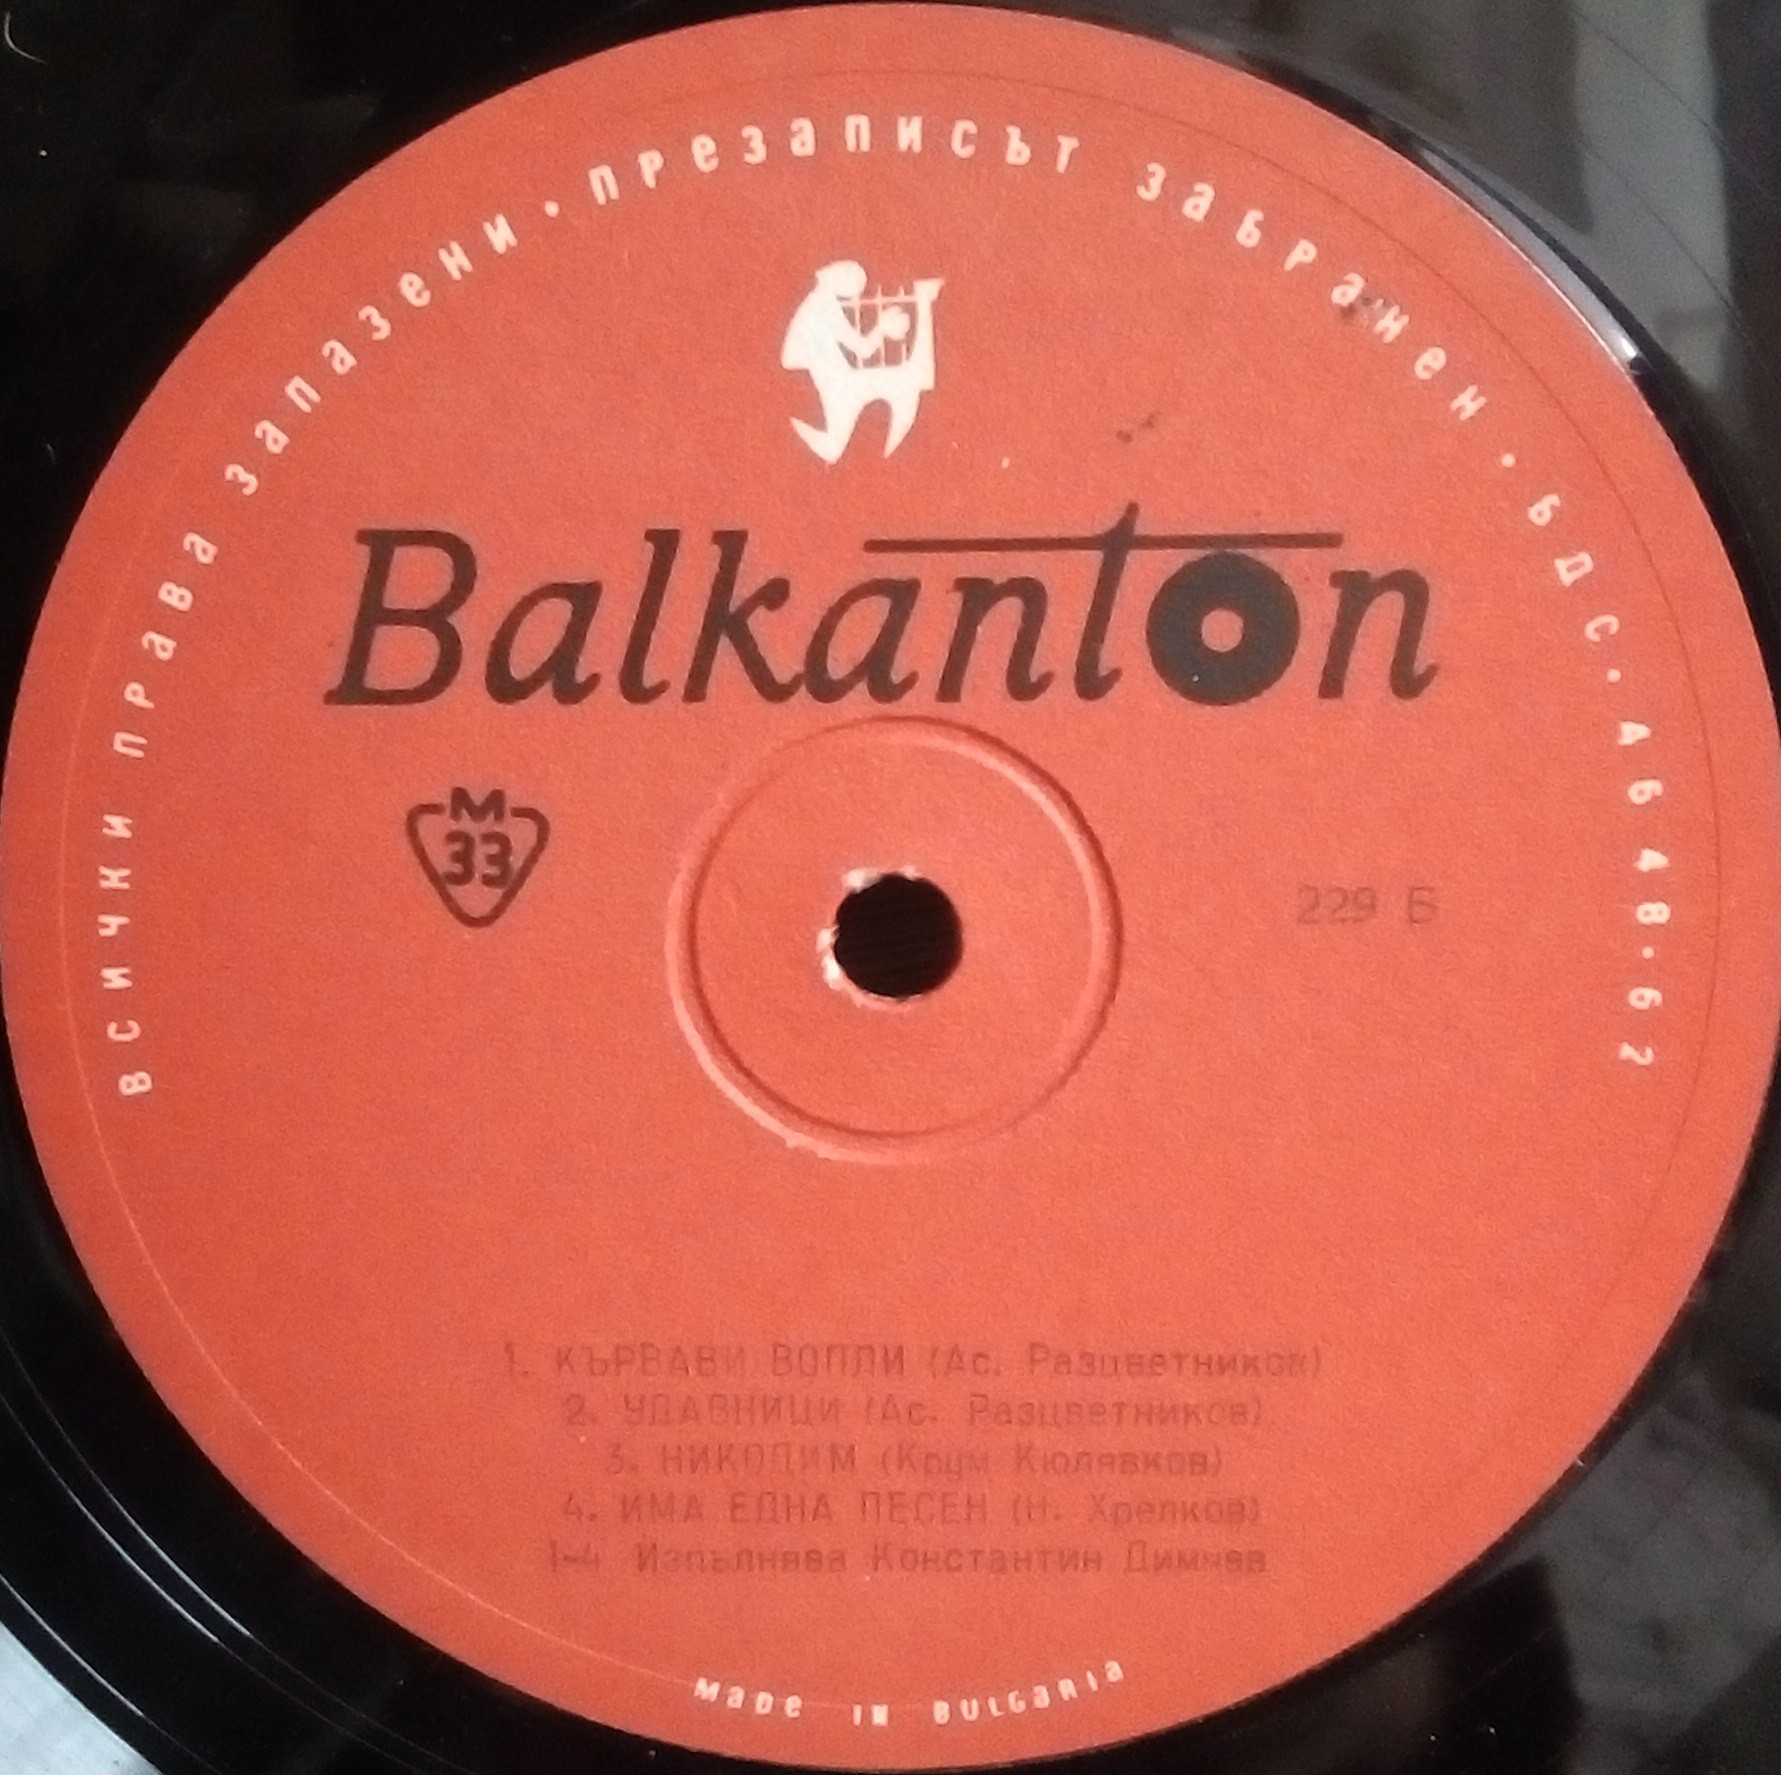 ВСИЧКИ ПРАВА ЗАПАЗЕНИ · ПРЕЗАПИСЪТ ЗАБРАНЕН · БДС · 4648 · 62
Balkanton
М
33
229 Б
1. КЪРВАВИ ВОПЛИ (Ас. Разцветников)
2. УДАВНИЦИ (Ас. Разцветников)
3. НИКОДИМ (Крум Кюлявков)
4. ИМА ЕДНА ПЕСЕН (Н. Хрелков)
1-4 Изпълнява Константин Димчев
MADE IN BULGARIA